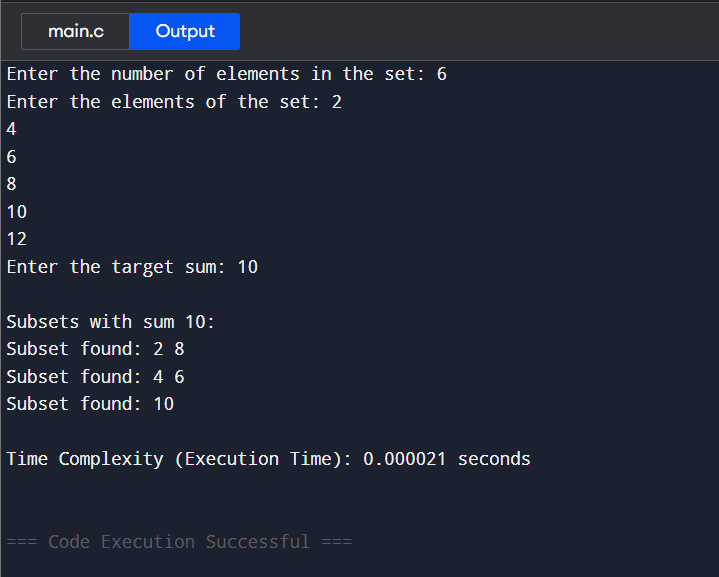 main.c Output
Enter the number of elements in the set: 6
Enter the elements of the set: 2
4
6
8
10
12
Enter the target sum: 10
Subsets with sum 10:
Subset found: 2 8
Subset found: 4 6
Subset found: 10
Time Complexity (Execution Time): 0.000021 seconds
=== Code Execution Successful ===